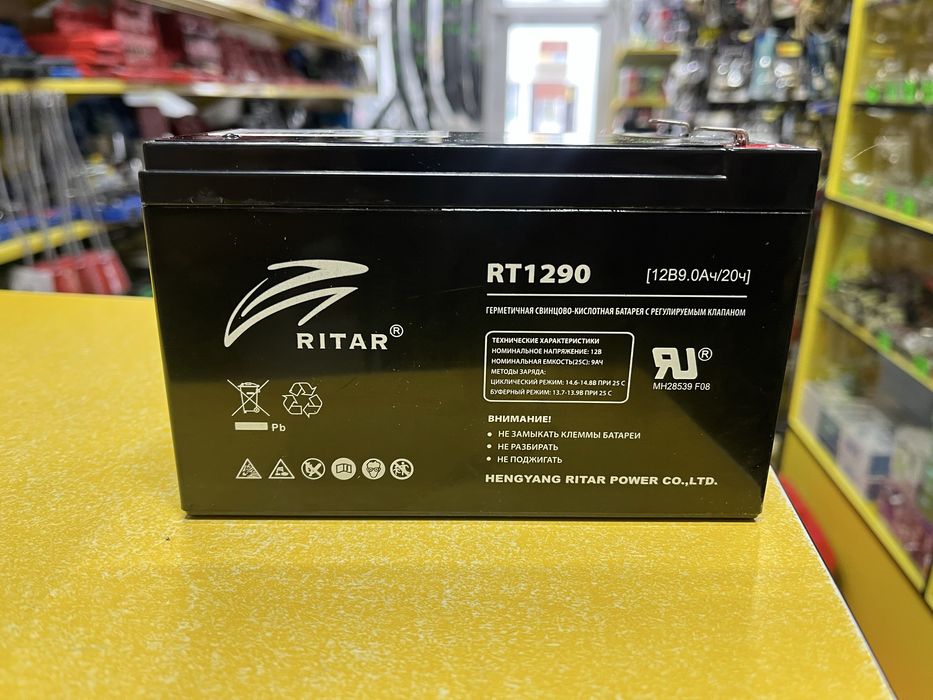 RITAR®
Pb
RT1290
[12В9.0Ач/20ч]
ГЕРМЕТИЧНАЯ СВИНЦОВО-КИСЛОТНАЯ БАТАРЕЯ С РЕГУЛИРУЕМЫМ КЛАПАНОМ
ТЕХНИЧЕСКИЕ ХАРАКТЕРИСТИКИ
НОМИНАЛЬНОЕ НАПРЯЖЕНИЕ: 12В
НОМИНАЛЬНАЯ ЕМКОСТЬ(25С): 9АЧ
МЕТОДЫ ЗАРЯДА:
ЦИКЛИЧЕСКИЙ РЕЖИМ: 14.6-14.8В ПРИ 25 С
БУФЕРНЫЙ РЕЖИМ: 13.7-13.9В ПРИ 25 С
®
MH28539 F08
ВНИМАНИЕ!
• НЕ ЗАМЫКАТЬ КЛЕММЫ БАТАРЕИ
• НЕ РАЗБИРАТЬ
• НЕ ПОДЖИГАТЬ
HENGYANG RITAR POWER CO.,LTD.